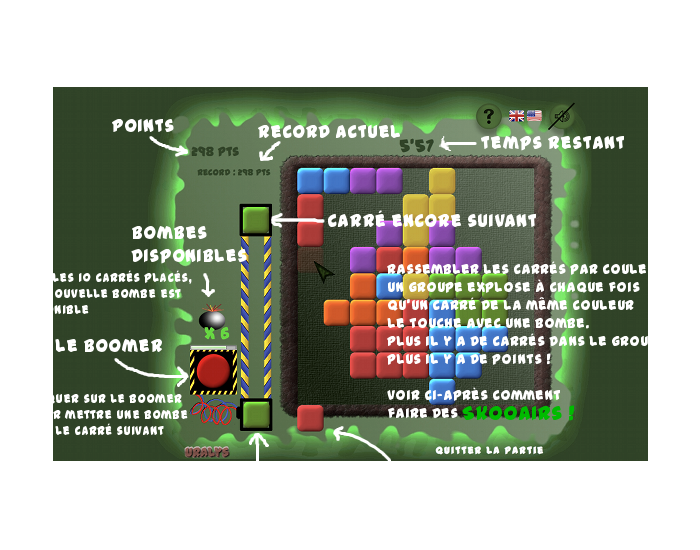 ?
POINTS
RECORD ACTUEL
298 PTS
5'57
TEMPS RESTANT
RECORD : 298 PTS
CARRÉ ENCORE SUIVANT
BOMBES
DISPONIBLES
LES 10 CARRÉS PLACÉS,
OUVELLE BOMBE EST
NIBLE
X 6
RASSEMBLER LES CARRÉS PAR COULE
UN GROUPE EXPLOSE À CHAQUE FOIS
QU'UN CARRÉ DE LA MÊME COULEUR
LE TOUCHE AVEC UNE BOMBE.
PLUS IL Y A DE CARRÉS DANS LE GROU
PLUS IL Y A DE POINTS !
LE BOOMER
QUER SUR LE BOOMER
R METTRE UNE BOMBE
LE CARRÉ SUIVANT
VOIR CI-APRÈS COMMENT
FAIRE DES SKOOAIRS !
QUITTER LA PARTIE